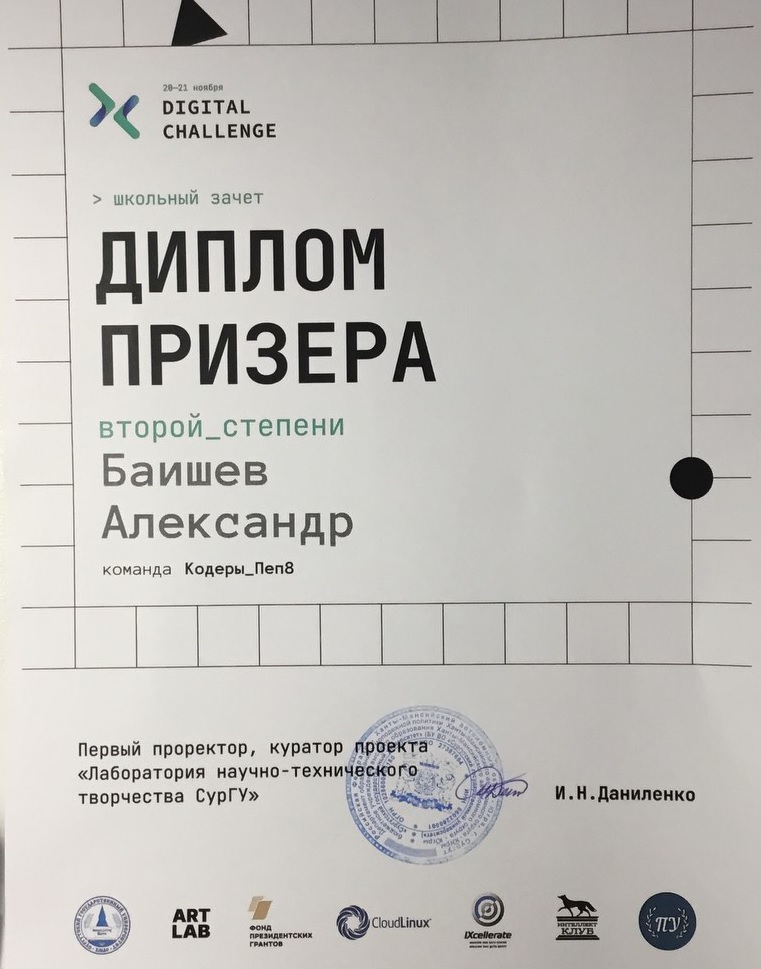 20–21 ноября
DIGITAL
CHALLENGE
> школьный зачет
ДИПЛОМ
ПРИЗЕРА
второй_степени
Баишев
Александр
команда Кодеры_Пеп8
Первый проректор, куратор проекта
«Лаборатория научно-технического
творчества СурГУ»
И.Н.Даниленко
ART
LAB
ФОНД
ПРЕЗИДЕНТСКИХ
ГРАНТОВ
CloudLinux
iXcellerate
ИНТЕЛЛЕКТ
КЛУБ
ПУ